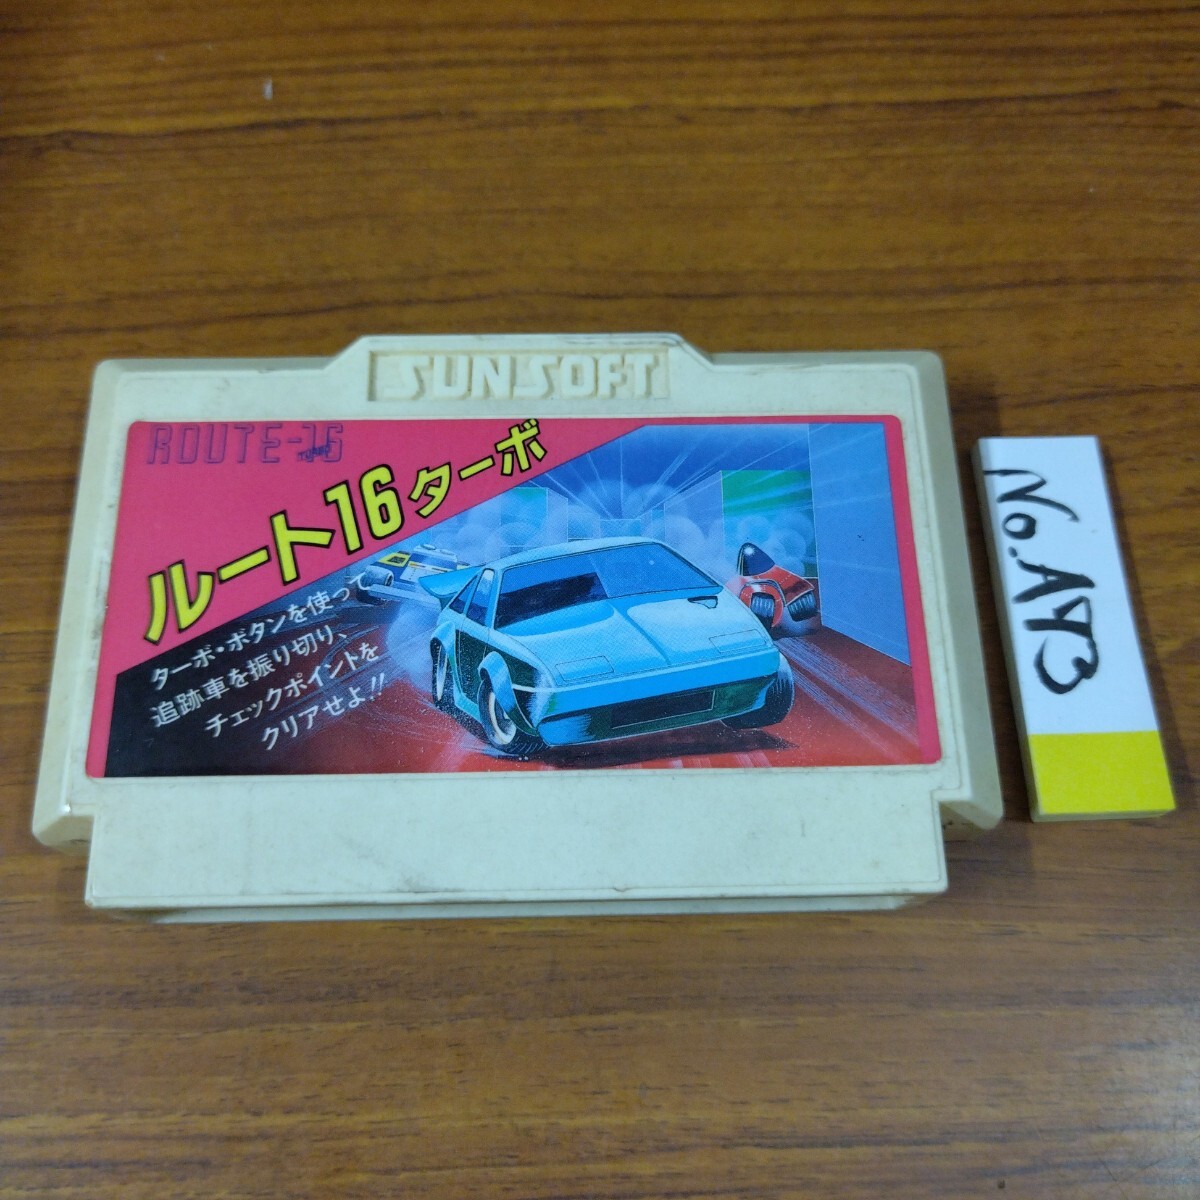 SUNSOFT
ROUTE-16
TURBO
ルート16ターボ
ターボ・ボタンを使って
追跡車を振り切り、
チェックポイントを
クリアせよ!!
No.A93